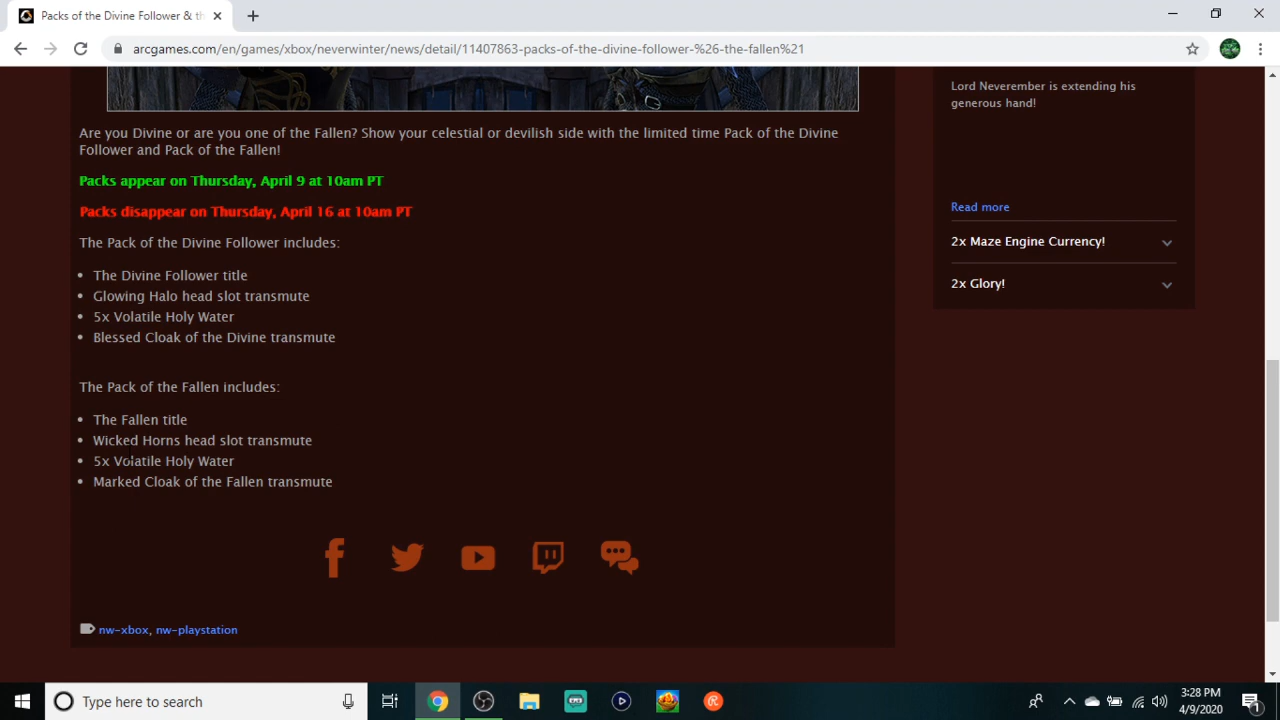 Packs of the Divine Follower & th
arcgames.com/en/games/xbox/neverwinter/news/detail/11407863-packs-of-the-divine-follower-%26-the-fallen%21
Are you Divine or are you one of the Fallen? Show your celestial or devilish side with the limited time Pack of the Divine
Follower and Pack of the Fallen!
Packs appear on Thursday, April 9 at 10am PT
Packs disappear on Thursday, April 16 at 10am PT
The Pack of the Divine Follower includes:
The Divine Follower title
Glowing Halo head slot transmute
5x Volatile Holy Water
Blessed Cloak of the Divine transmute
The Pack of the Fallen includes:
The Fallen title
Wicked Horns head slot transmute
5x Volatile Holy Water
Marked Cloak of the Fallen transmute
nw-xbox, nw-playstation
Lord Neverember is extending his
generous hand!
Read more
2x Maze Engine Currency!
2x Glory!
Type here to search
3:28 PM
4/9/2020
1